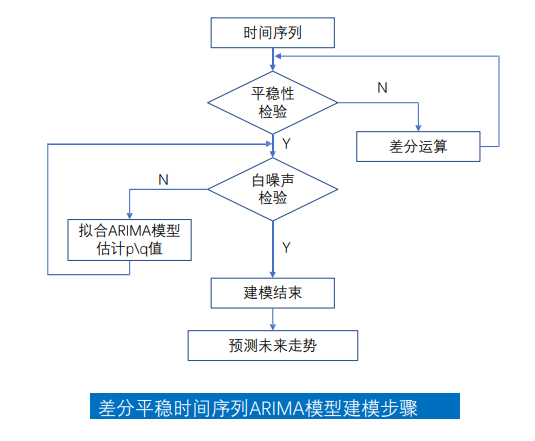 时间序列
平稳性
检验
N
差分运算
Y
白噪声
检验
N
拟合ARIMA模型
估计p\q值
Y
建模结束
预测未来走势
差分平稳时间序列ARIMA模型建模步骤